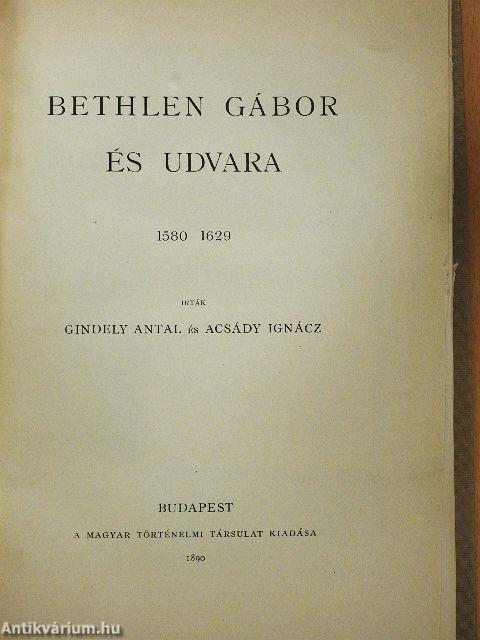 BETHLEN GÁBOR
ÉS UDVARA
1580–1629
IRTÁK
GINDELY ANTAL ÉS ACSÁDY IGNÁCZ
BUDAPEST
A MAGYAR TÖRTÉNELMI TÁRSULAT KIADÁSA
1890
Antikvárium.hu